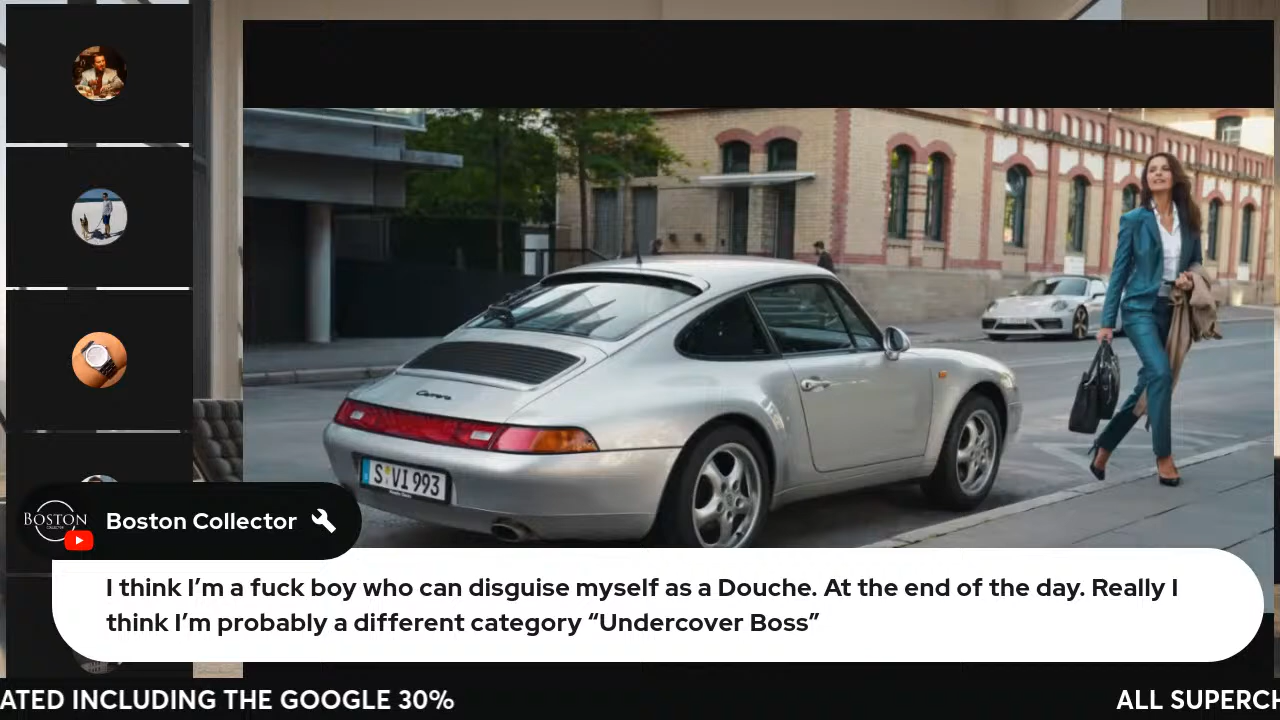 Carrera
S VI 993
BOSTON
COLLECTOR
Boston Collector
I think I’m a fuck boy who can disguise myself as a Douche. At the end of the day. Really I
think I’m probably a different category “Undercover Boss”
ATED INCLUDING THE GOOGLE 30%
ALL SUPERCH